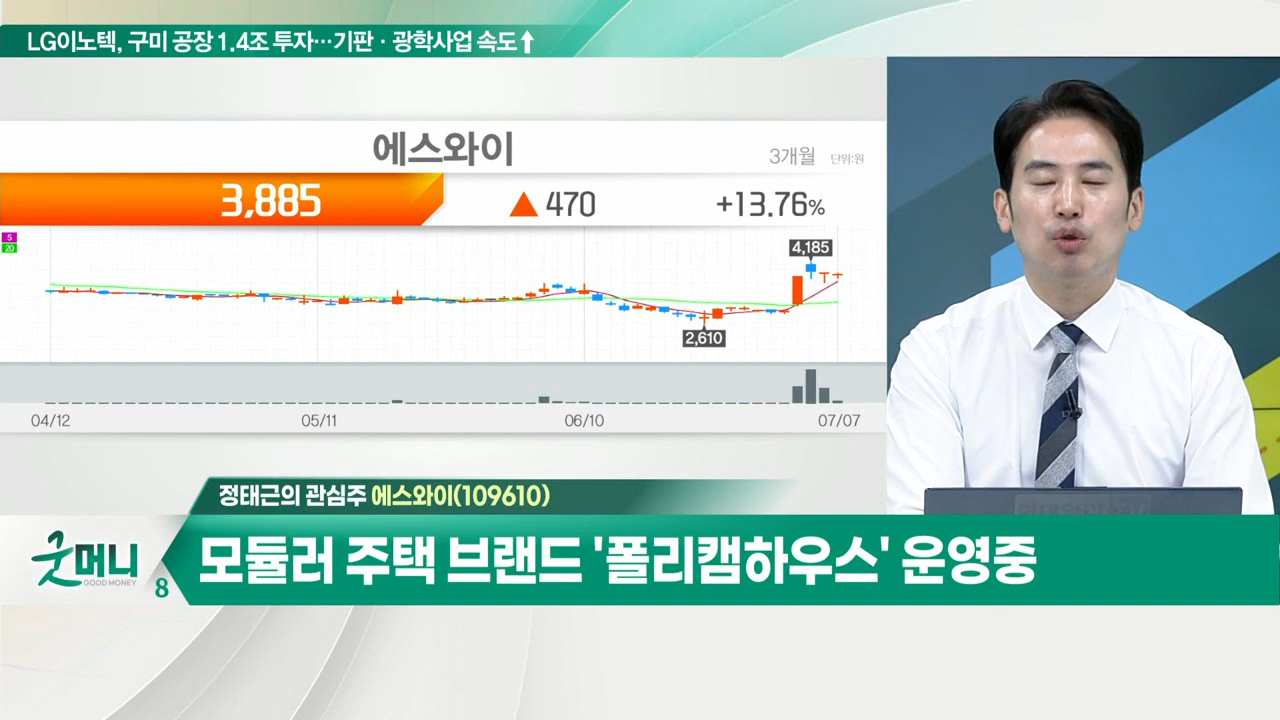 LG이노텍, 구미 공장 1.4조 투자…기판·광학사업 속도⬆
에스와이
3개월 단위:원
3,885 ▲ 470 +13.76%
5
20
4,185
2,610
04/12 05/11 06/10 07/07
정태근의 관심주 에스와이(109610)
굿머니
GOOD MONEY
8
모듈러 주택 브랜드 '폴리캠하우스' 운영중